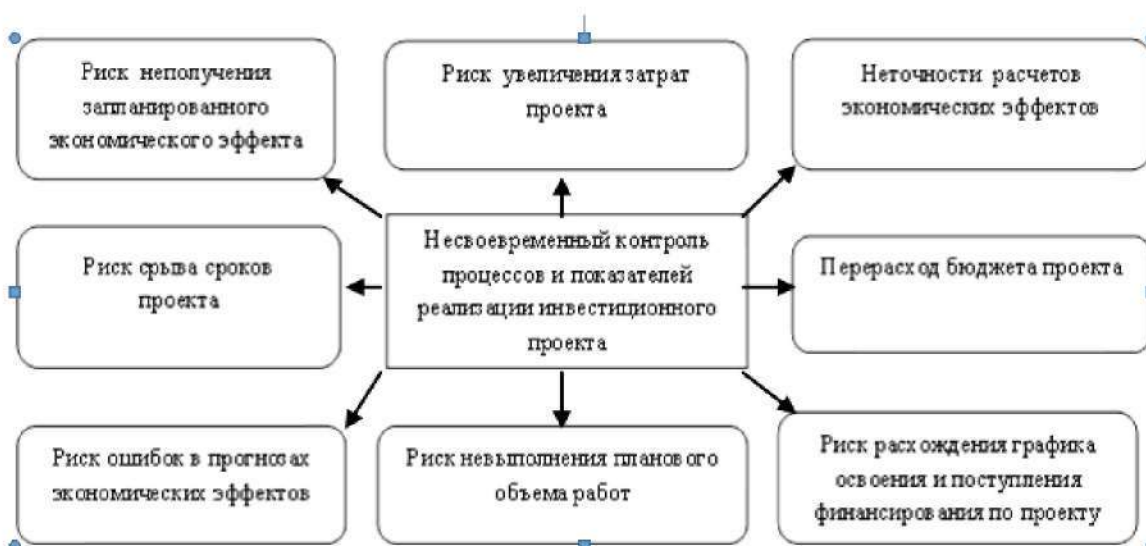 Риск неполучения
запланированного
экономического эффекта
Риск увеличения затрат
проекта
Неточности расчетов
экономических эффектов
Риск срыва сроков
проекта
Несвоевременный контроль
процессов и показателей
реализации инвестиционного
проекта
Перерасход бюджета проекта
Риск ошибок в прогнозах
экономических эффектов
Риск невыполнения планового
объема работ
Риск расхождения графика
освоения и поступления
финансирования по проекту